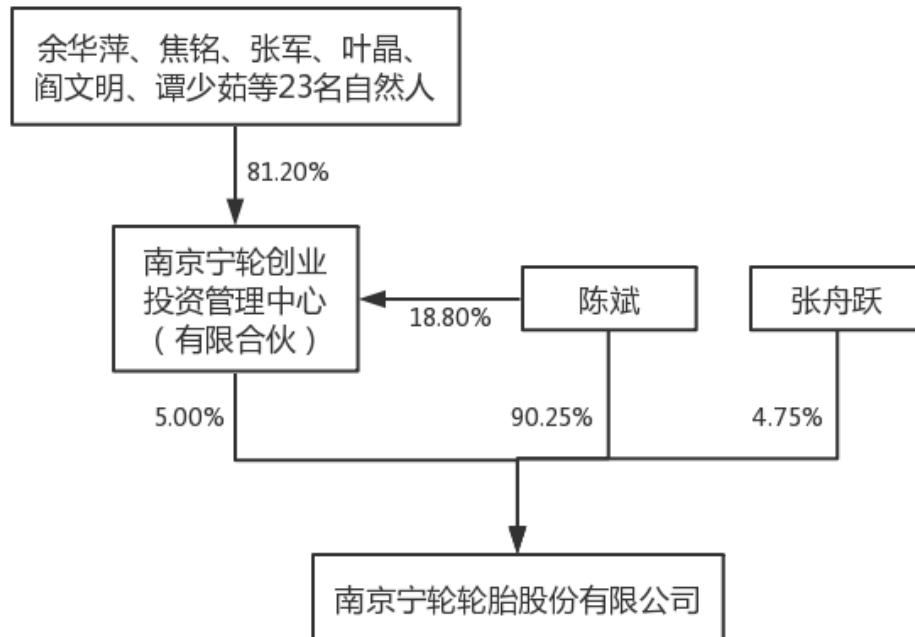 余华萍、焦铭、张军、叶晶、
阎文明、谭少茹等23名自然人
81.20%
南京宁轮创业
投资管理中心
（有限合伙）
18.80%
陈斌
张舟跃
5.00%
90.25%
4.75%
南京宁轮轮胎股份有限公司